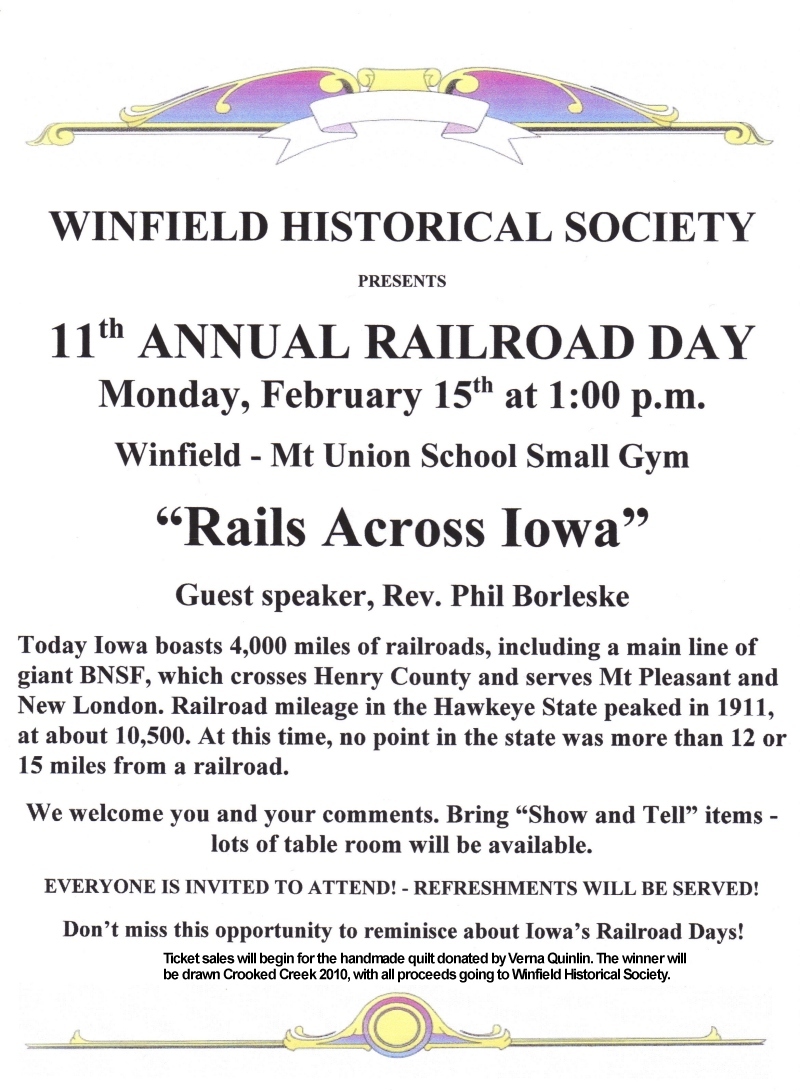 WINFIELD HISTORICAL SOCIETY
PRESENTS
11th ANNUAL RAILROAD DAY
Monday, February 15th at 1:00 p.m.
Winfield - Mt Union School Small Gym
“Rails Across Iowa”
Guest speaker, Rev. Phil Borleske
Today Iowa boasts 4,000 miles of railroads, including a main line of
giant BNSF, which crosses Henry County and serves Mt Pleasant and
New London. Railroad mileage in the Hawkeye State peaked in 1911,
at about 10,500. At this time, no point in the state was more than 12 or
15 miles from a railroad.
We welcome you and your comments. Bring “Show and Tell” items -
lots of table room will be available.
EVERYONE IS INVITED TO ATTEND! - REFRESHMENTS WILL BE SERVED!
Don’t miss this opportunity to reminisce about Iowa’s Railroad Days!
Ticket sales will begin for the handmade quilt donated by Verna Quinlin. The winner will
be drawn Crooked Creek 2010, with all proceeds going to Winfield Historical Society.